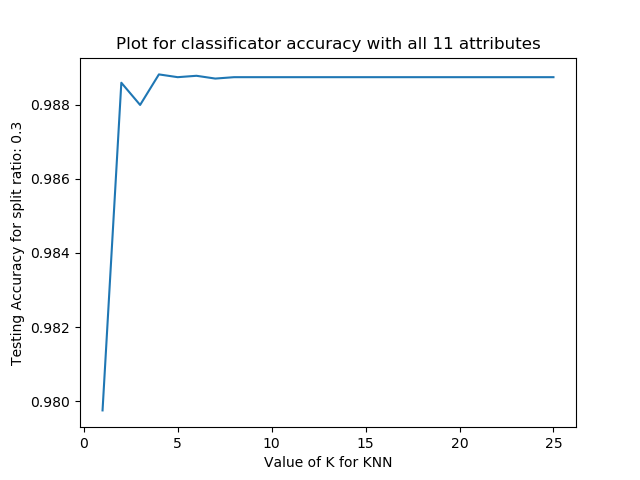 Plot for classificator accuracy with all 11 attributes
0.988
0.986
0.984
0.982
0.980
Testing Accuracy for split ratio: 0.3
0 5 10 15 20 25
Value of K for KNN